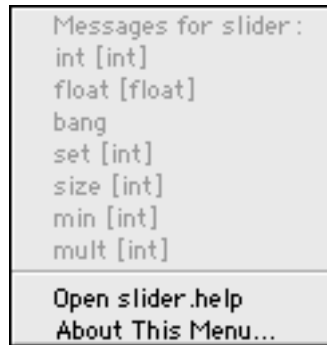 Messages for slider:
int [int]
float [float]
bang
set [int]
size [int]
min [int]
mult [int]
Open slider.help
About This Menu...